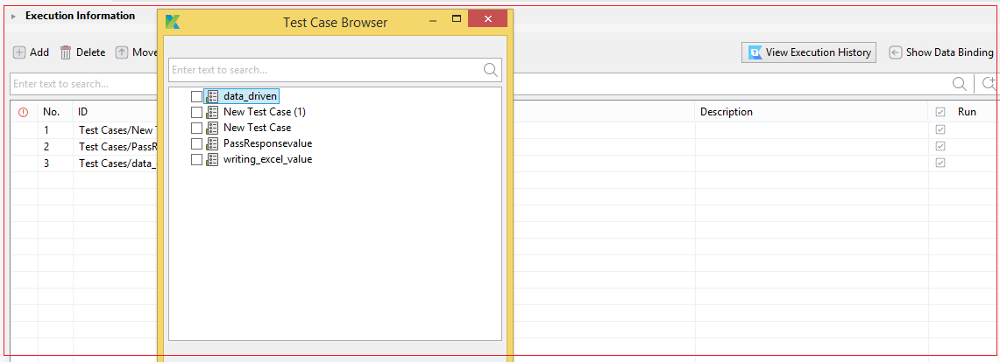 Execution Information
Test Case Browser
Add Delete Move
View Execution History Show Data Binding
Enter text to search...
Enter text to search...
No. ID Description Run
1 Test Cases/New
2 Test Cases/PassR
3 Test Cases/data_
data_driven
New Test Case (1)
New Test Case
PassResponsevalue
writing_excel_value